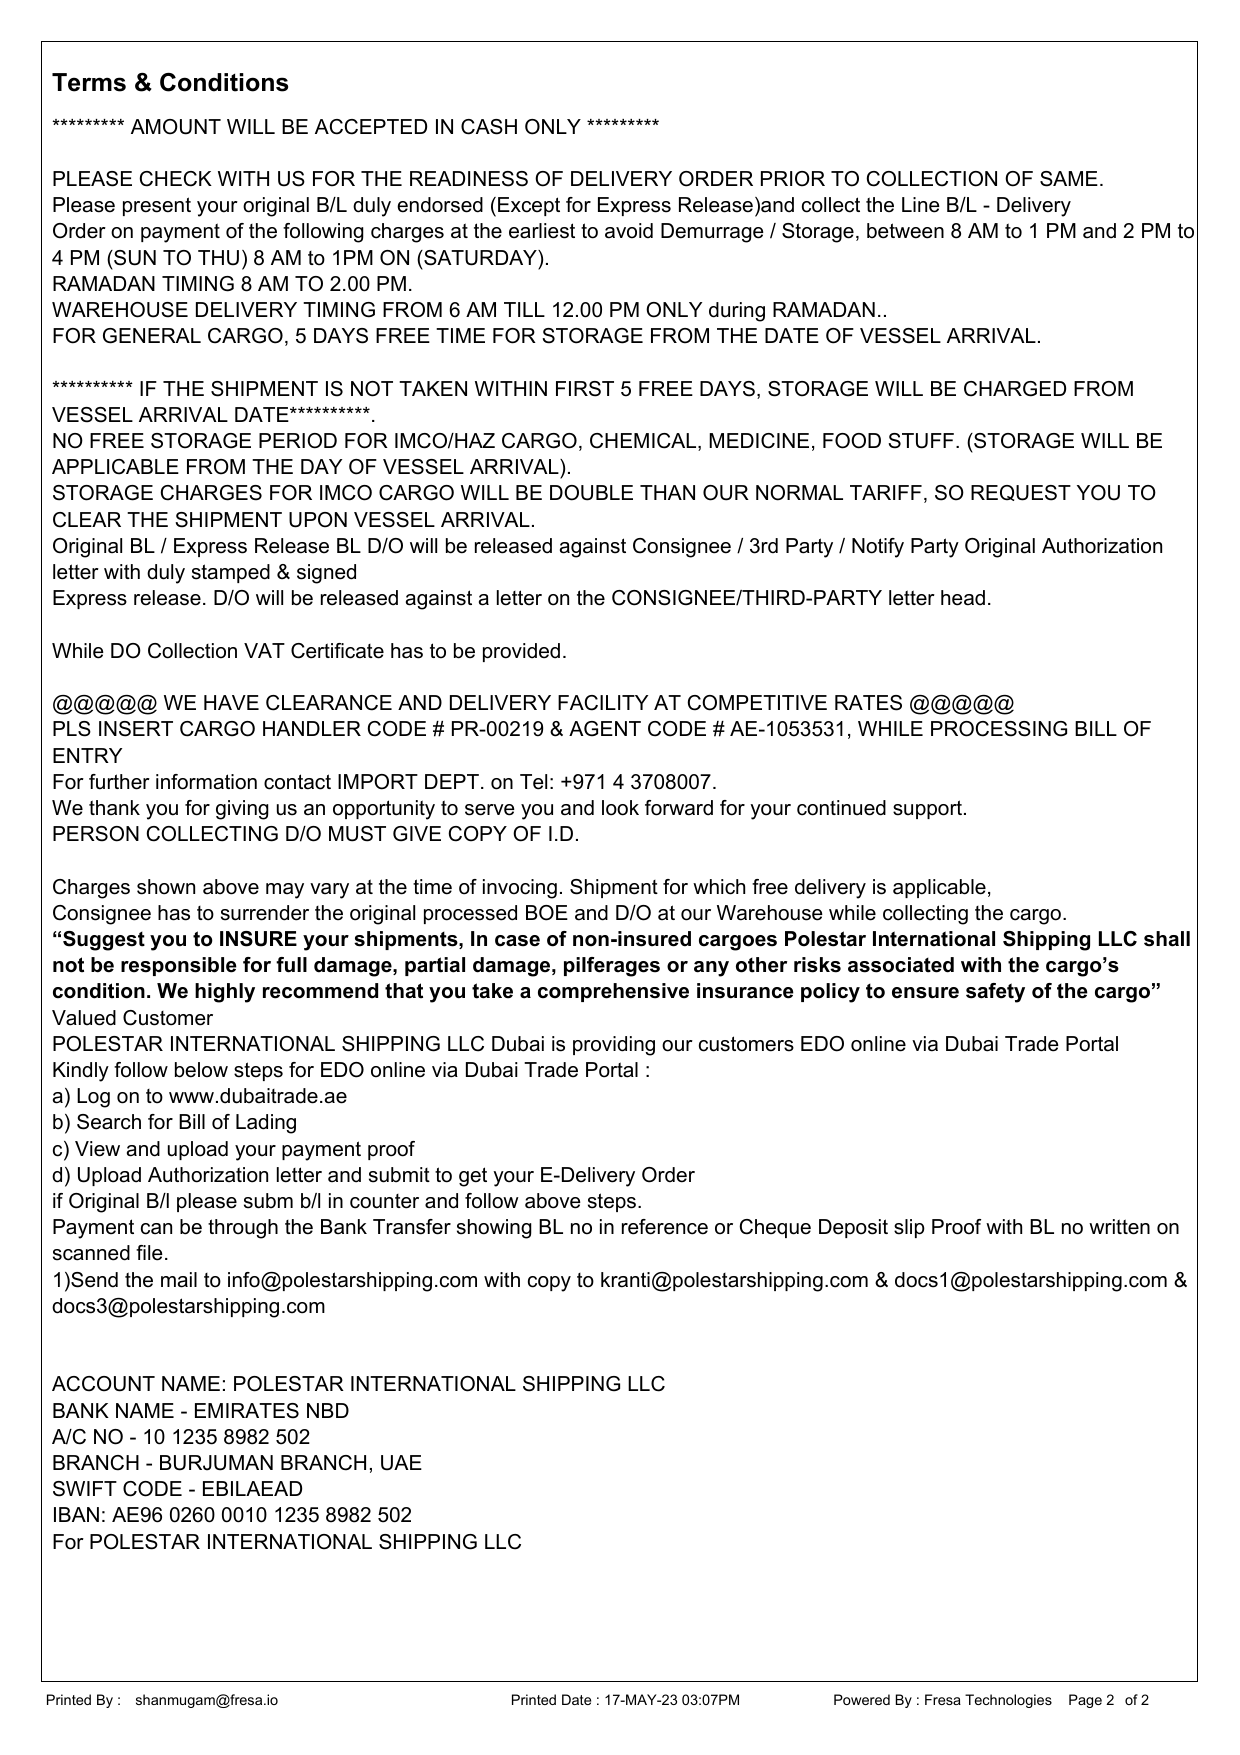 Terms & Conditions
********* AMOUNT WILL BE ACCEPTED IN CASH ONLY *********
PLEASE CHECK WITH US FOR THE READINESS OF DELIVERY ORDER PRIOR TO COLLECTION OF SAME.
Please present your original B/L duly endorsed (Except for Express Release)and collect the Line B/L - Delivery
Order on payment of the following charges at the earliest to avoid Demurrage / Storage, between 8 AM to 1 PM and 2 PM to
4 PM (SUN TO THU) 8 AM to 1PM ON (SATURDAY).
RAMADAN TIMING 8 AM TO 2.00 PM.
WAREHOUSE DELIVERY TIMING FROM 6 AM TILL 12.00 PM ONLY during RAMADAN..
FOR GENERAL CARGO, 5 DAYS FREE TIME FOR STORAGE FROM THE DATE OF VESSEL ARRIVAL.
********** IF THE SHIPMENT IS NOT TAKEN WITHIN FIRST 5 FREE DAYS, STORAGE WILL BE CHARGED FROM
VESSEL ARRIVAL DATE**********.
NO FREE STORAGE PERIOD FOR IMCO/HAZ CARGO, CHEMICAL, MEDICINE, FOOD STUFF. (STORAGE WILL BE
APPLICABLE FROM THE DAY OF VESSEL ARRIVAL).
STORAGE CHARGES FOR IMCO CARGO WILL BE DOUBLE THAN OUR NORMAL TARIFF, SO REQUEST YOU TO
CLEAR THE SHIPMENT UPON VESSEL ARRIVAL.
Original BL / Express Release BL D/O will be released against Consignee / 3rd Party / Notify Party Original Authorization
letter with duly stamped & signed
Express release. D/O will be released against a letter on the CONSIGNEE/THIRD-PARTY letter head.
While DO Collection VAT Certificate has to be provided.
@@@@@ WE HAVE CLEARANCE AND DELIVERY FACILITY AT COMPETITIVE RATES @@@@@
PLS INSERT CARGO HANDLER CODE # PR-00219 & AGENT CODE # AE-1053531, WHILE PROCESSING BILL OF
ENTRY
For further information contact IMPORT DEPT. on Tel: +971 4 3708007.
We thank you for giving us an opportunity to serve you and look forward for your continued support.
PERSON COLLECTING D/O MUST GIVE COPY OF I.D.
Charges shown above may vary at the time of invocing. Shipment for which free delivery is applicable,
Consignee has to surrender the original processed BOE and D/O at our Warehouse while collecting the cargo.
“Suggest you to INSURE your shipments, In case of non-insured cargoes Polestar International Shipping LLC shall
not be responsible for full damage, partial damage, pilferages or any other risks associated with the cargo’s
condition. We highly recommend that you take a comprehensive insurance policy to ensure safety of the cargo”
Valued Customer
POLESTAR INTERNATIONAL SHIPPING LLC Dubai is providing our customers EDO online via Dubai Trade Portal
Kindly follow below steps for EDO online via Dubai Trade Portal :
a) Log on to www.dubaitrade.ae
b) Search for Bill of Lading
c) View and upload your payment proof
d) Upload Authorization letter and submit to get your E-Delivery Order
if Original B/l please subm b/l in counter and follow above steps.
Payment can be through the Bank Transfer showing BL no in reference or Cheque Deposit slip Proof with BL no written on
scanned file.
1)Send the mail to info@polestarshipping.com with copy to kranti@polestarshipping.com & docs1@polestarshipping.com &
docs3@polestarshipping.com
ACCOUNT NAME: POLESTAR INTERNATIONAL SHIPPING LLC
BANK NAME - EMIRATES NBD
A/C NO - 10 1235 8982 502
BRANCH - BURJUMAN BRANCH, UAE
SWIFT CODE - EBILAEAD
IBAN: AE96 0260 0010 1235 8982 502
For POLESTAR INTERNATIONAL SHIPPING LLC
Printed By : shanmugam@fresa.io Printed Date : 17-MAY-23 03:07PM Powered By : Fresa Technologies Page 2 of 2